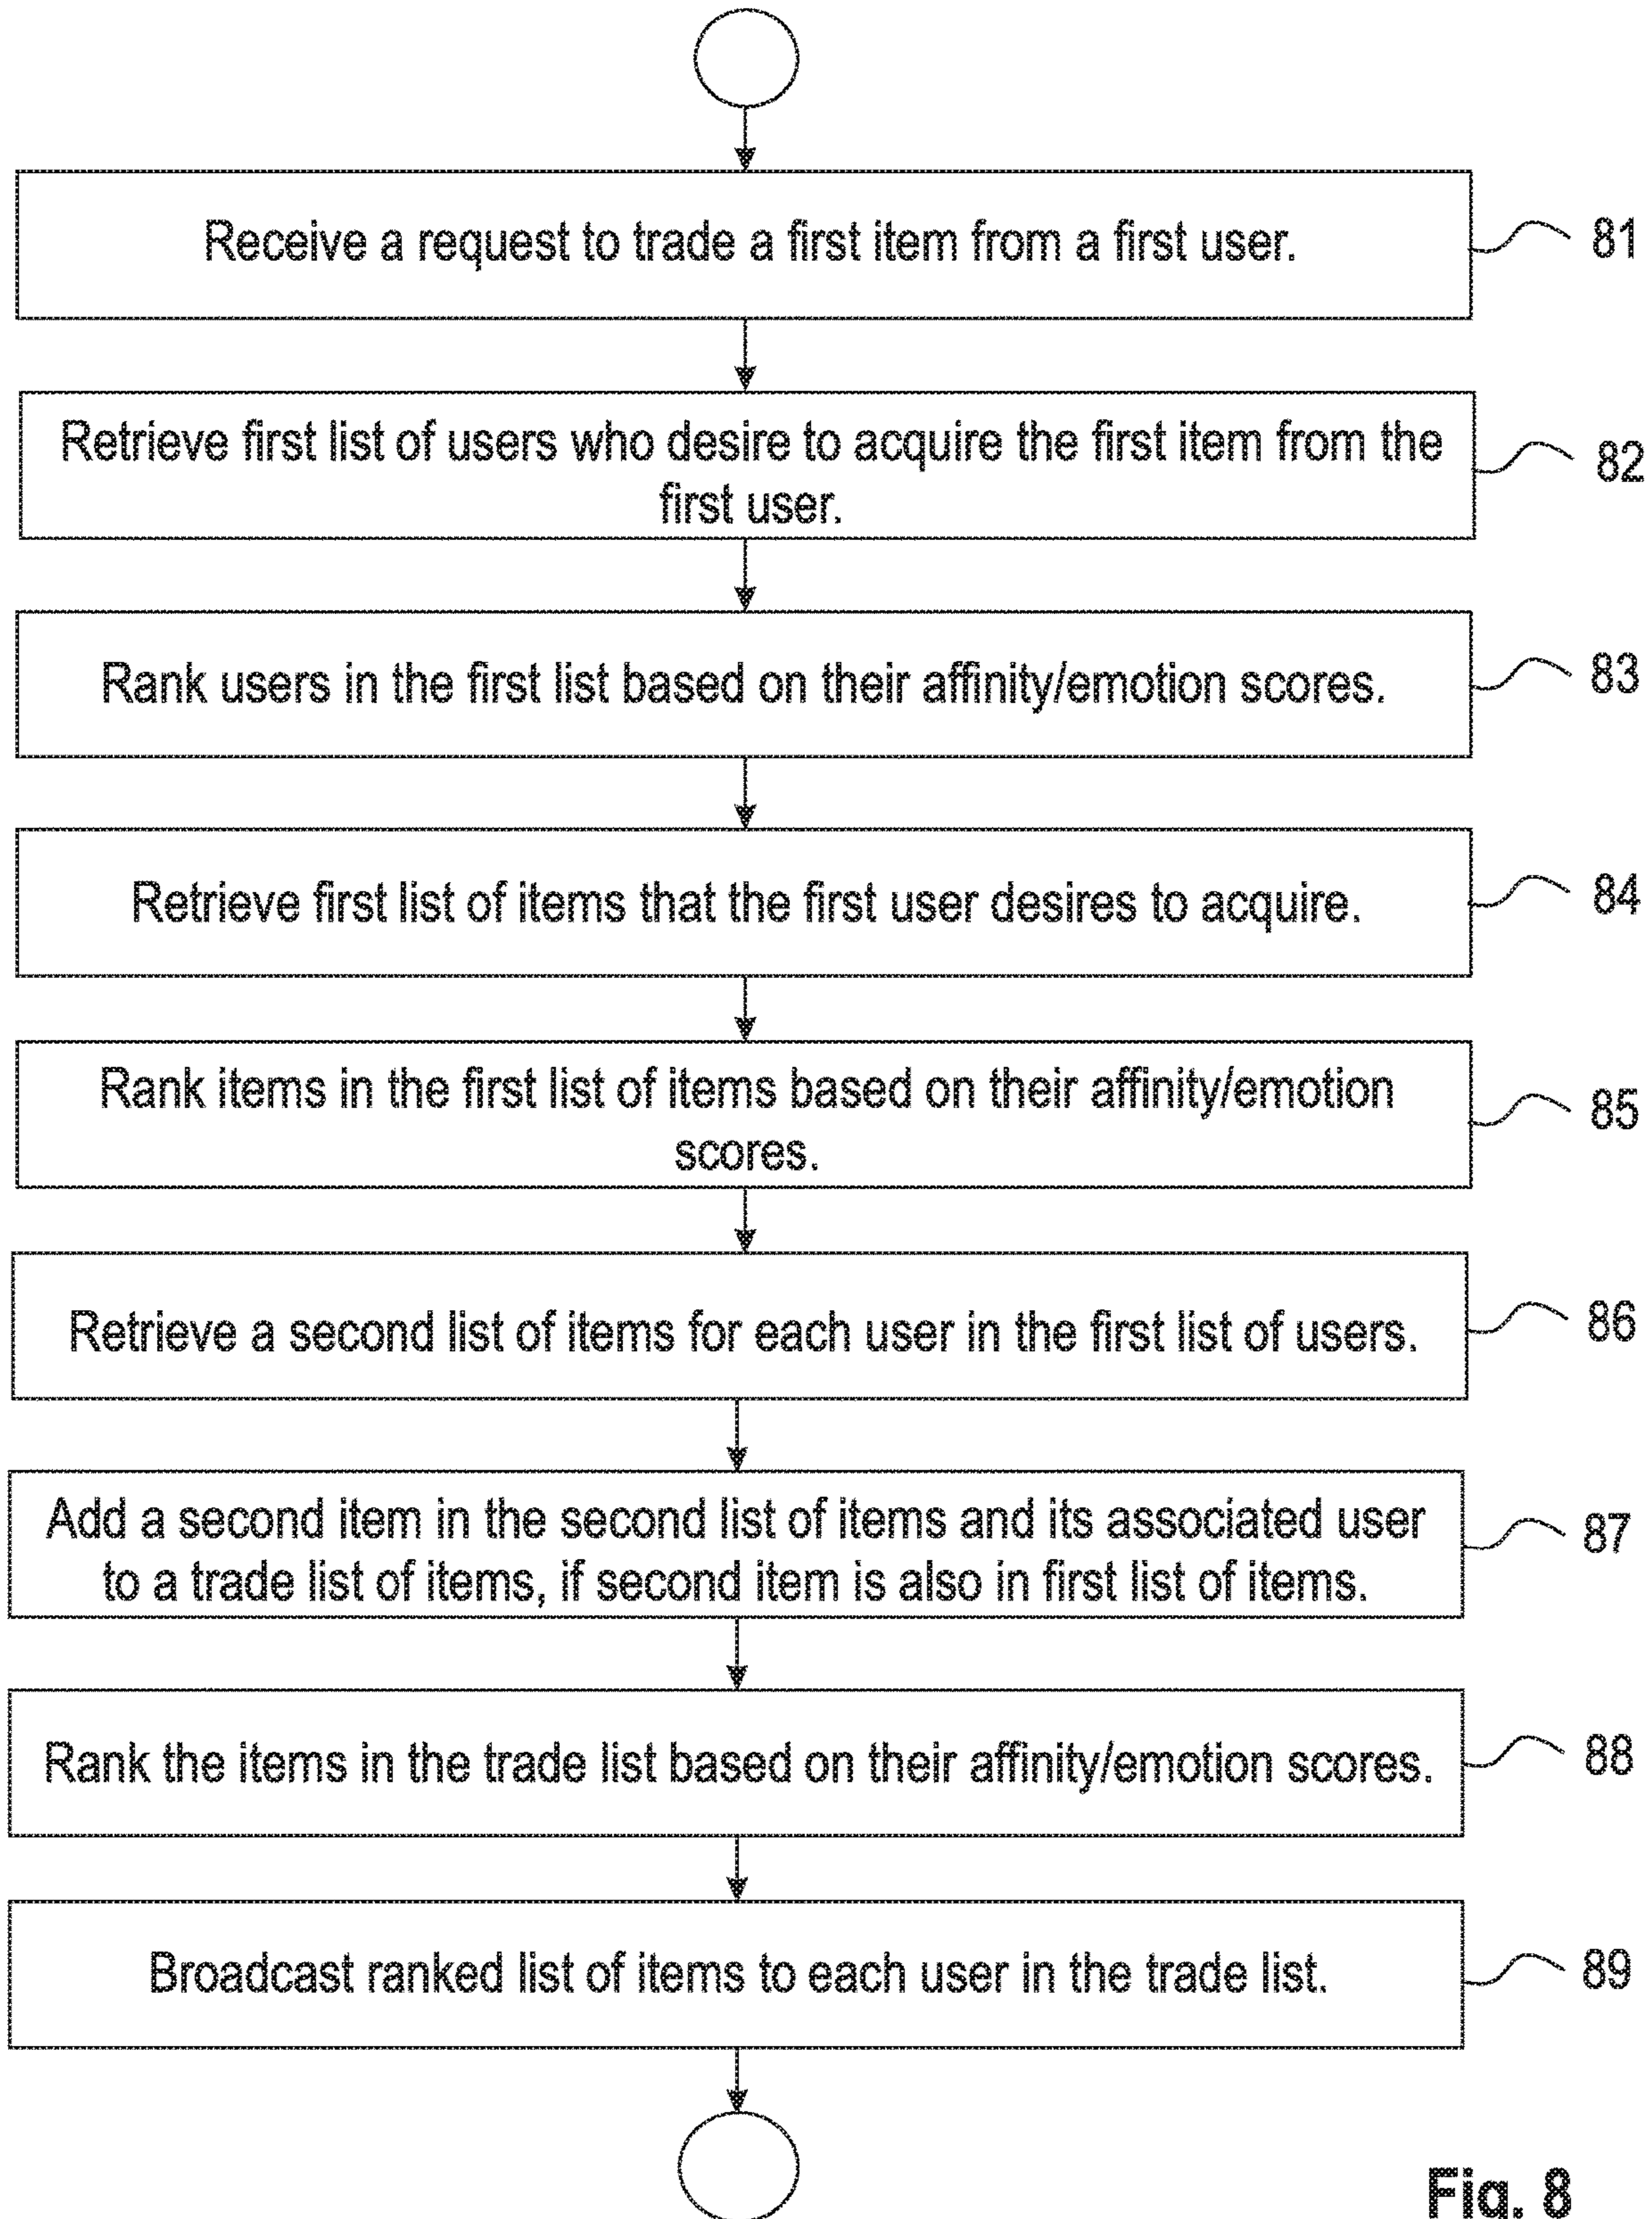 Receive a request to trade a first item from a first user.
81
Retrieve first list of users who desire to acquire the first item from the
first user.
82
Rank users in the first list based on their affinity/emotion scores.
83
Retrieve first list of items that the first user desires to acquire.
84
Rank items in the first list of items based on their affinity/emotion
scores.
85
Retrieve a second list of items for each user in the first list of users.
86
Add a second item in the second list of items and its associated user
to a trade list of items, if second item is also in first list of items.
87
Rank the items in the trade list based on their affinity/emotion scores.
88
Broadcast ranked list of items to each user in the trade list.
89
Fig. 8